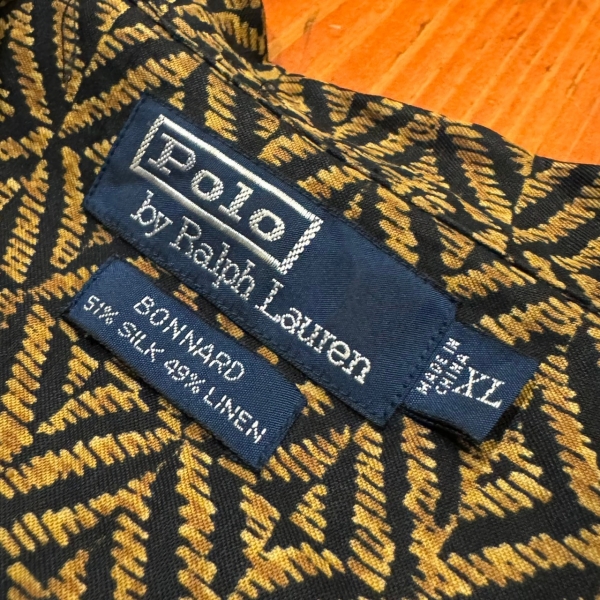 Polo
by Ralph Lauren
BONNARD
51% SILK 49% LINEN
MADE IN
CHINA
XL